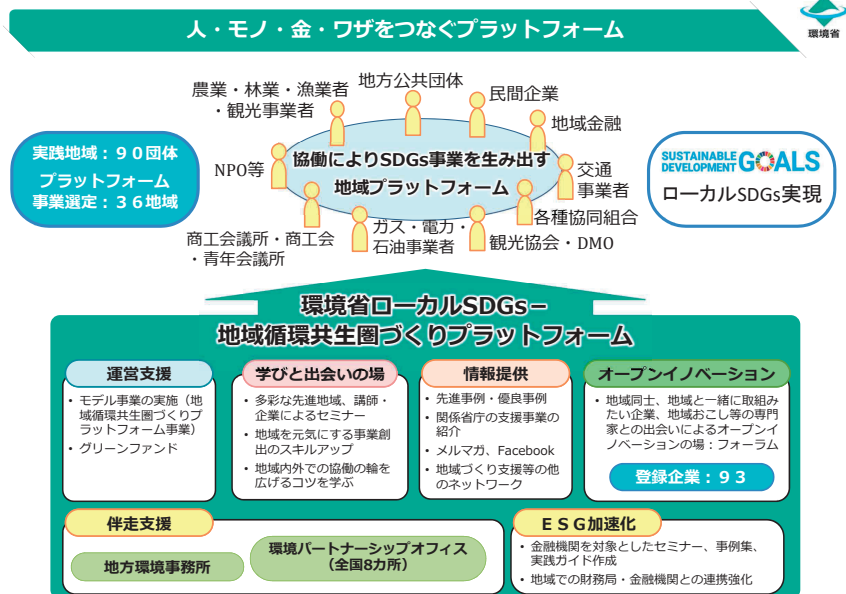 人・モノ・金・ワザをつなぐプラットフォーム
環境省
農業・林業・漁業者
・観光事業者
地方公共団体
民間企業
地域金融
実践地域：９０団体
プラットフォーム
事業選定：３６地域
NPO等
協働によりSDGs事業を生み出す
地域プラットフォーム
交通
事業者
SUSTAINABLE
DEVELOPMENT GOALS
ローカルSDGs実現
商工会議所・商工会
・青年会議所
ガス・電力・
石油事業者
観光協会・DMO
各種協同組合
環境省ローカルSDGs－
地域循環共生圏づくりプラットフォーム
運営支援
• モデル事業の実施（地
域循環共生圏づくりプ
ラットフォーム事業）
• グリーンファンド
学びと出会いの場
• 多彩な先進地域、講師・
企業によるセミナー
• 地域を元気にする事業創
出のスキルアップ
• 地域内外での協働の輪を
広げるコツを学ぶ
情報提供
• 先進事例・優良事例
• 関係省庁の支援事業の
紹介
• メルマガ、Facebook
• 地域づくり支援等の他
のネットワーク
オープンイノベーション
• 地域同士、地域と一緒に取組み
たい企業、地域おこし等の専門
家との出会いによるオープンイ
ノベーションの場：フォーラム
登録企業：９３
伴走支援
地方環境事務所
環境パートナーシップオフィス
（全国8カ所）
ＥＳＧ加速化
• 金融機関を対象としたセミナー、事例集、
実践ガイド作成
• 地域での財務局・金融機関との連携強化